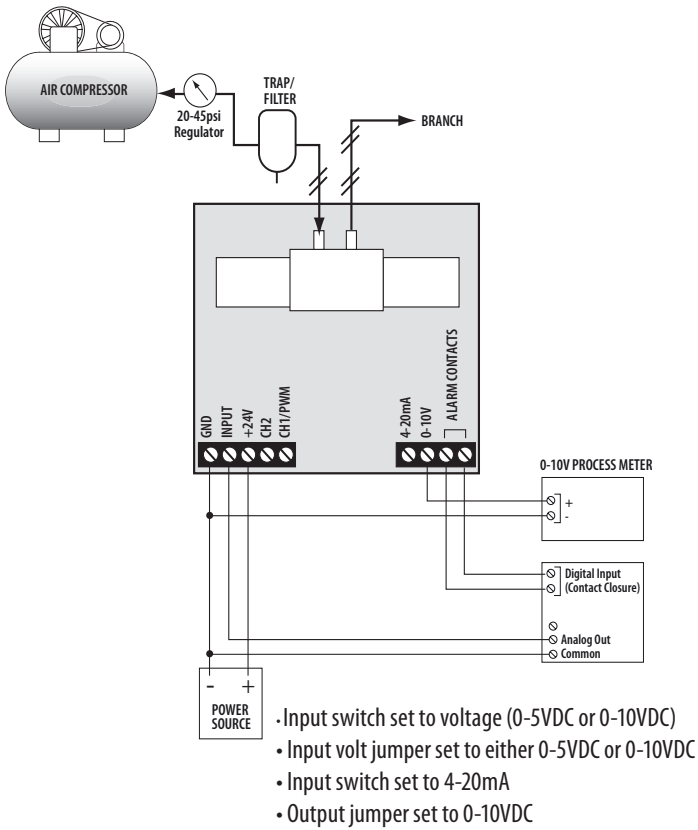 AIR COMPRESSOR
20-45psi
Regulator
TRAP/
FILTER
BRANCH
GND
INPUT
+24V
CH2
CH1/PWM
4-20mA
0-10V
ALARM CONTACTS
0-10V PROCESS METER
+
-
Digital Input
(Contact Closure)
Analog Out
Common
- +
POWER
SOURCE
• Input switch set to voltage (0-5VDC or 0-10VDC)
• Input volt jumper set to either 0-5VDC or 0-10VDC
• Input switch set to 4-20mA
• Output jumper set to 0-10VDC